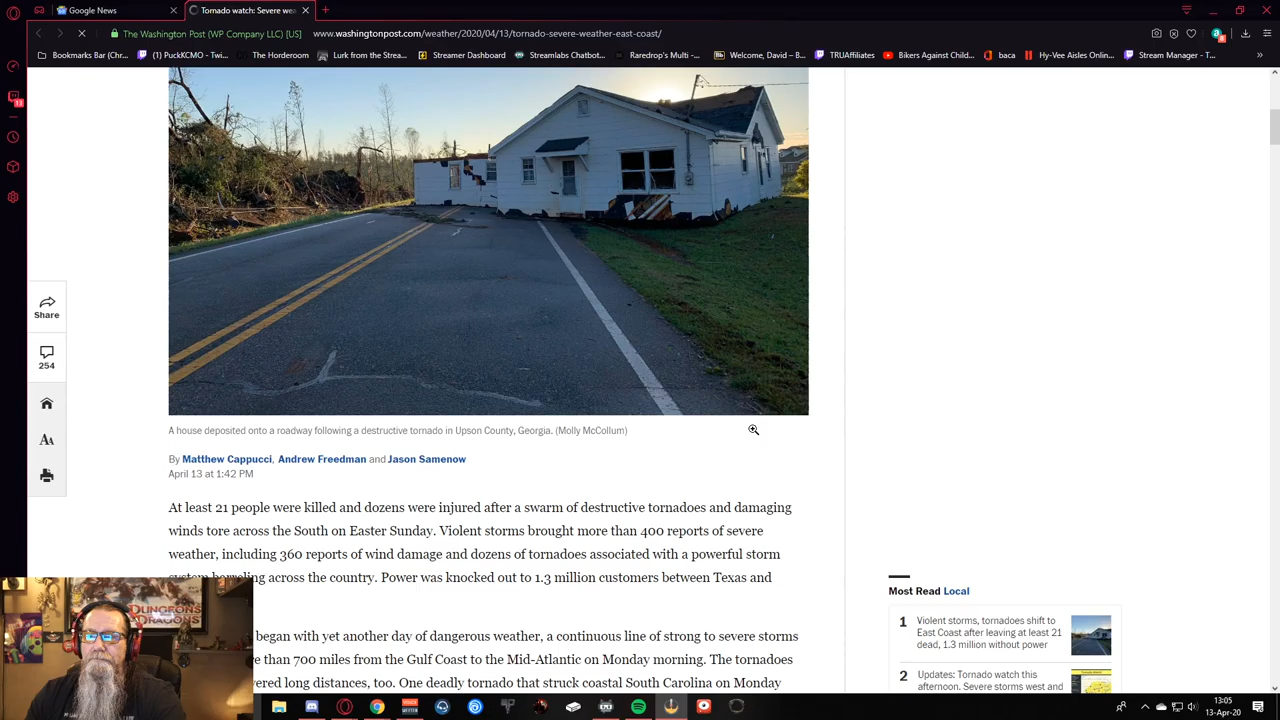 Google News
Tornado watch: Severe wea
The Washington Post (WP Company LLC) [US]
www.washingtonpost.com/weather/2020/04/13/tornado-severe-weather-east-coast/
Bookmarks Bar (Chr...
(1) PuckKCMO - Twi...
The Horderoom
Lurk from the Strea...
Streamer Dashboard
Streamlabs Chatbot...
Raredrop's Multi -...
Welcome, David – B...
TRUAffiliates
Bikers Against Child...
baca
Hy-Vee Aisles Onlin...
Stream Manager - T...
Share
254
A house deposited onto a roadway following a destructive tornado in Upson County, Georgia. (Molly McCollum)
By Matthew Cappucci, Andrew Freedman and Jason Samenow
April 13 at 1:42 PM
At least 21 people were killed and dozens were injured after a swarm of destructive tornadoes and damaging
winds tore across the South on Easter Sunday. Violent storms brought more than 400 reports of severe
weather, including 360 reports of wind damage and dozens of tornadoes associated with a powerful storm
system barreling across the country. Power was knocked out to 1.3 million customers between Texas and
began with yet another day of dangerous weather, a continuous line of strong to severe storms
than 700 miles from the Gulf Coast to the Mid-Atlantic on Monday morning. The tornadoes
long distances, deadly tornado that struck coastal South Carolina on Monday
Most Read Local
1 Violent storms, tornadoes shift to
East Coast after leaving at least 21
dead, 1.3 million without power
2 Updates: Tornado watch this
afternoon. Severe storms west and
DUNGEONS
DRAGONS
13:05
13-Apr-20